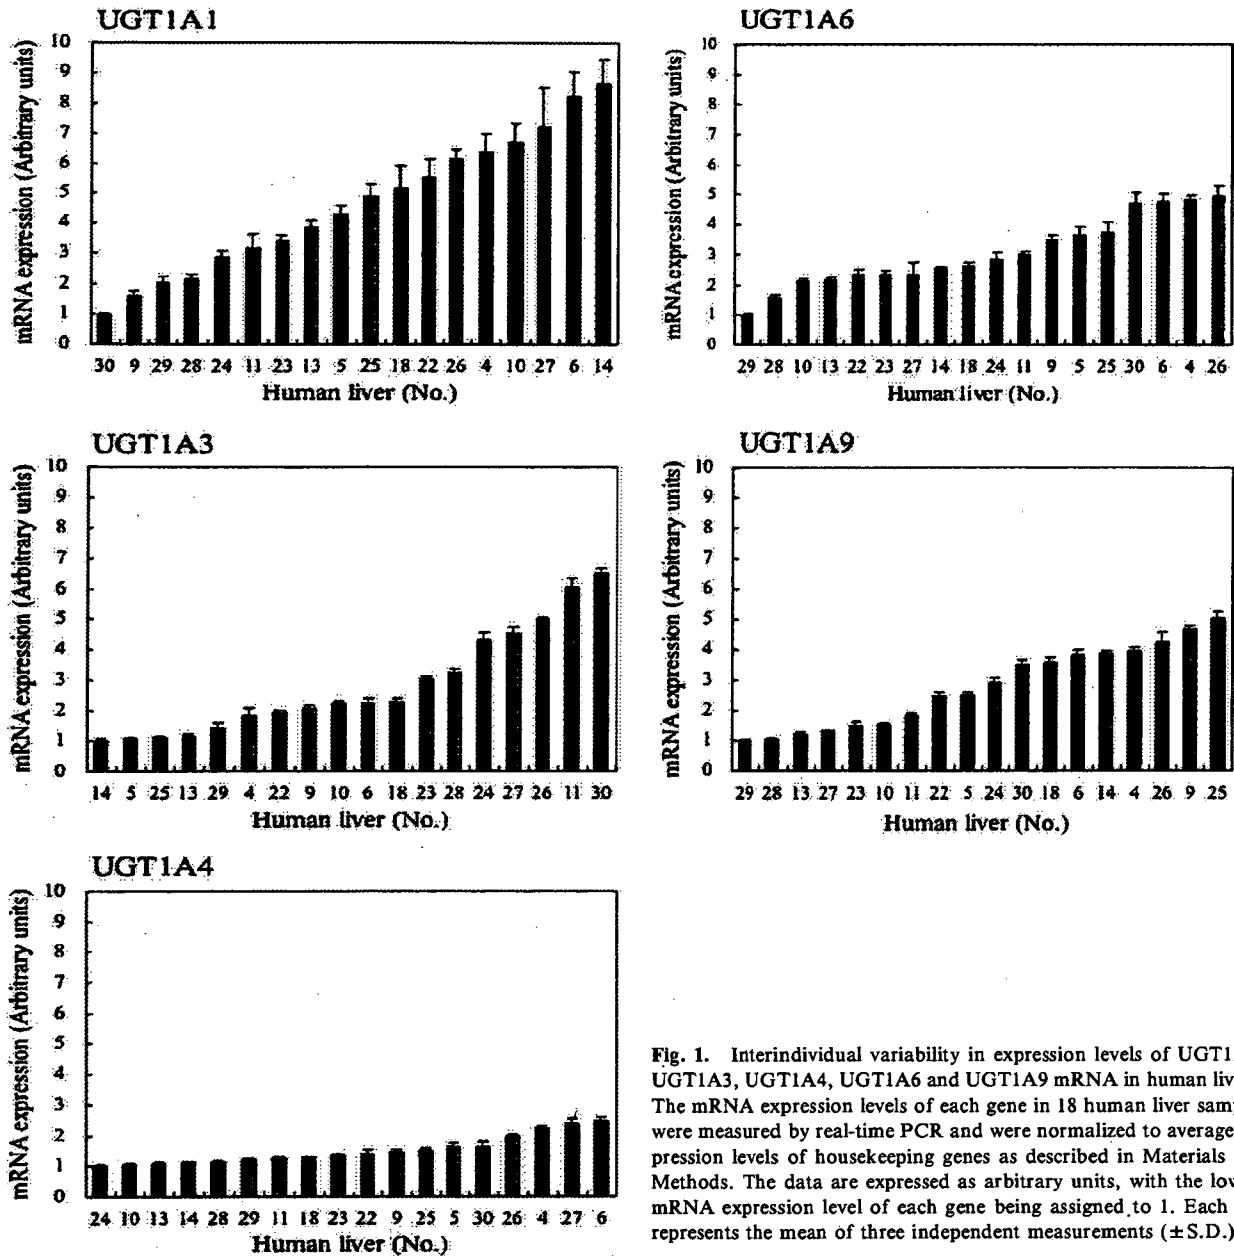 UGT1A1
mRNA expression (Arbitrary units)
10
9
8
7
6
5
4
3
2
1
0
30 9 29 28 24 11 23 13 5 25 18 22 26 4 10 27 6 14
Human liver (No.)
UGT1A6
mRNA expression (Arbitrary units)
10
9
8
7
6
5
4
3
2
1
0
29 28 10 13 22 23 27 14 18 24 11 9 5 25 30 6 4 26
Human liver (No.)
UGT1A3
mRNA expression (Arbitrary units)
10
9
8
7
6
5
4
3
2
1
0
14 5 25 13 29 4 22 9 10 6 18 23 28 24 27 26 11 30
Human liver (No.)
UGT1A9
mRNA expression (Arbitrary units)
10
9
8
7
6
5
4
3
2
1
0
29 28 13 27 23 10 11 22 5 24 30 18 6 14 4 26 9 25
Human liver (No.)
UGT1A4
mRNA expression (Arbitrary units)
10
9
8
7
6
5
4
3
2
1
0
24 10 13 14 28 29 11 18 23 22 9 25 5 30 26 4 27 6
Human liver (No.)
Fig. 1. Interindividual variability in expression levels of UGT1
UGT1A3, UGT1A4, UGT1A6 and UGT1A9 mRNA in human liv
The mRNA expression levels of each gene in 18 human liver samp
were measured by real-time PCR and were normalized to average
pression levels of housekeeping genes as described in Materials
Methods. The data are expressed as arbitrary units, with the low
mRNA expression level of each gene being assigned to 1. Each
represents the mean of three independent measurements (±S.D.)